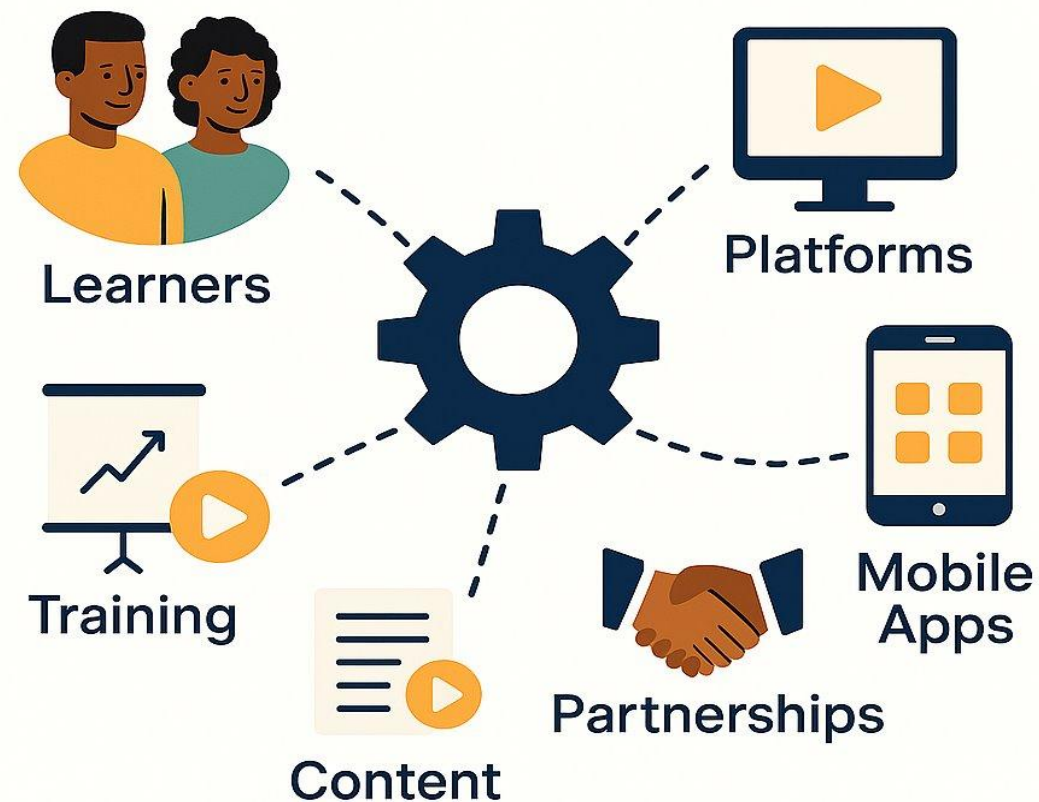 Learners
Platforms
Training
Mobile
Apps
Content
Partnerships